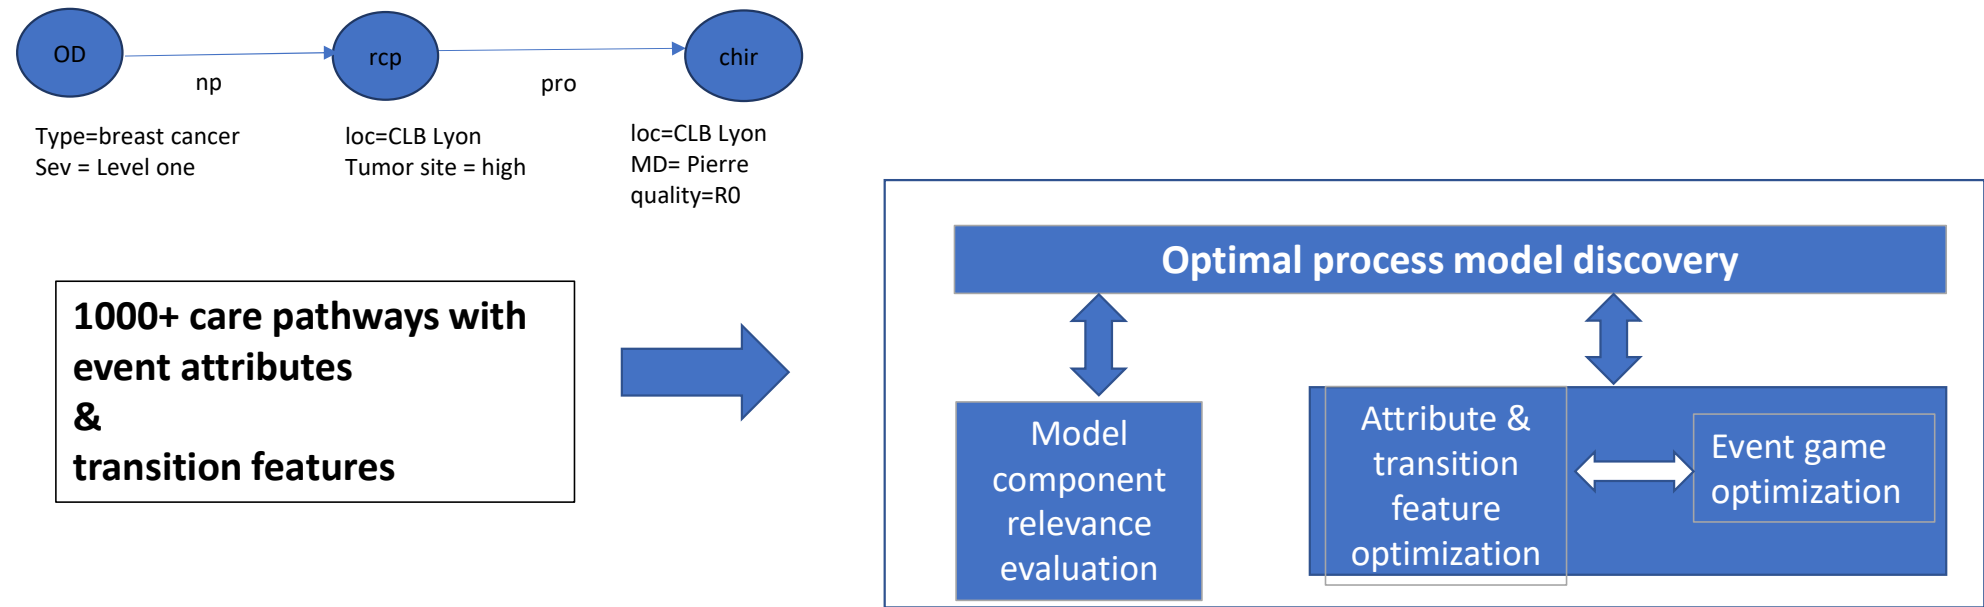 OD
np
rcp
pro
chir
Type=breast cancer
Sev = Level one
loc=CLB Lyon
Tumor site = high
loc=CLB Lyon
MD= Pierre
quality=R0
1000+ care pathways with
event attributes
&
transition features
Optimal process model discovery
Model
component
relevance
evaluation
Attribute &
transition
feature
optimization
Event game
optimization